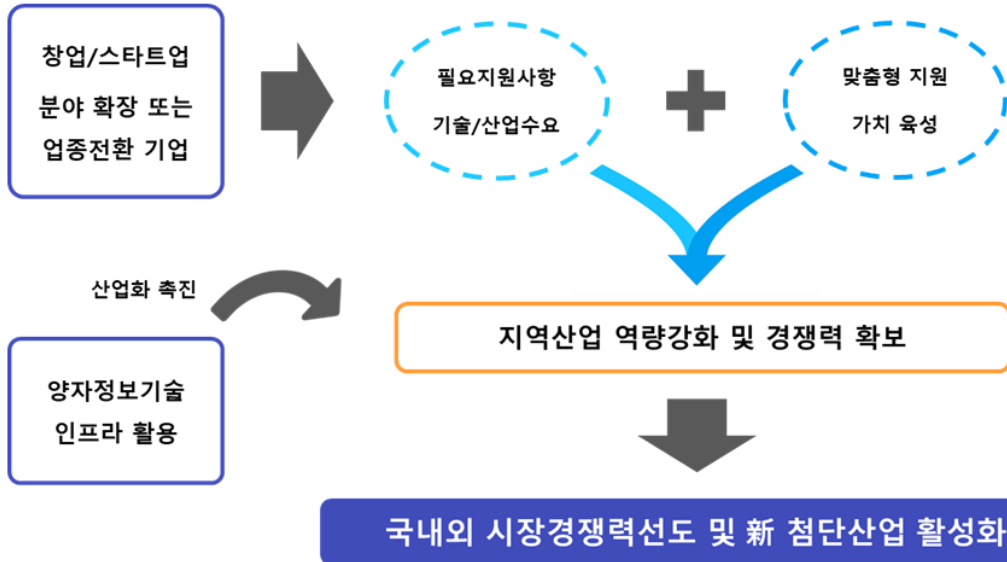 창업/스타트업
분야 확장 또는
업종전환 기업
필요지원사항
기술/산업수요
맞춤형 지원
가치 육성
산업화 촉진
양자정보기술
인프라 활용
지역산업 역량강화 및 경쟁력 확보
국내외 시장경쟁력선도 및 新 첨단산업 활성화